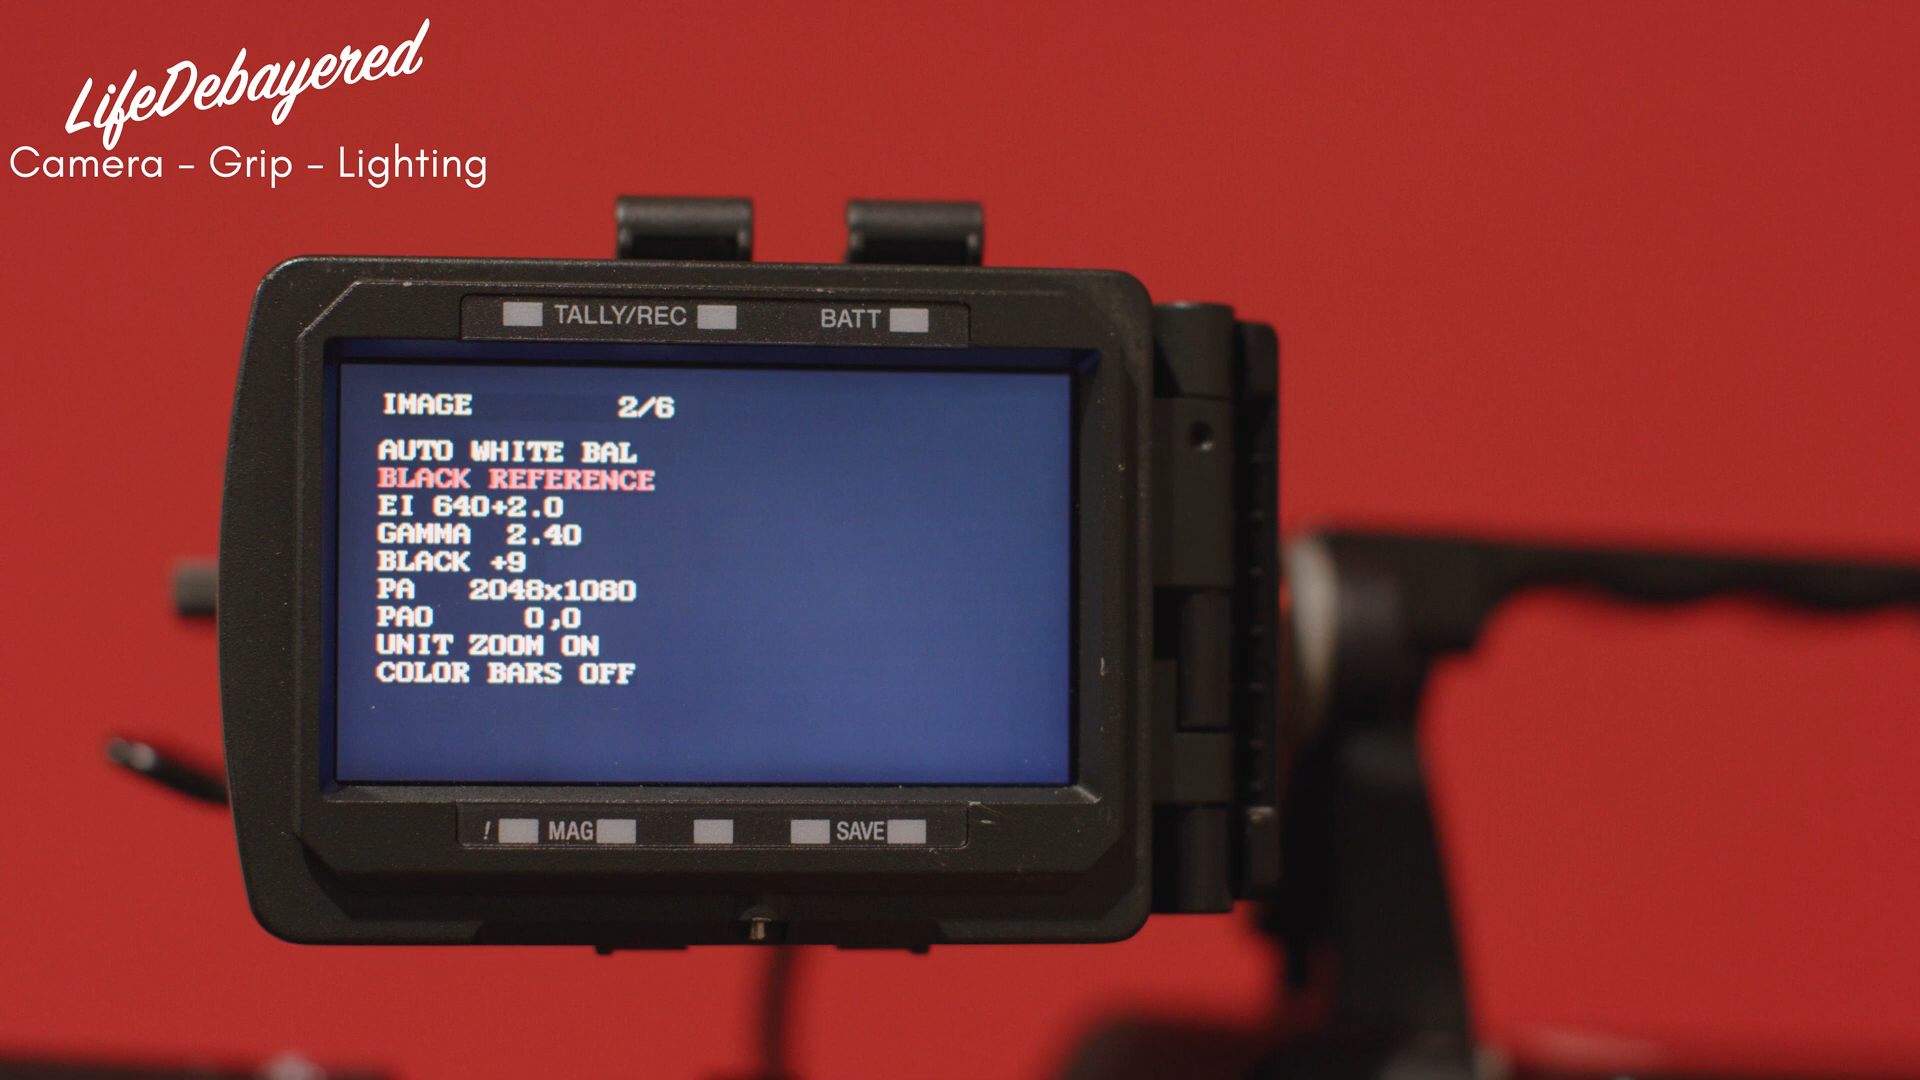 LifeDebayered
Camera - Grip - Lighting
TALLY/REC BATT
IMAGE 2/6
AUTO WHITE BAL
BLACK REFERENCE
EI 640+2.0
GAMMA 2.40
BLACK +9
PA 2048x1080
PAO 0,0
UNIT ZOOM ON
COLOR BARS OFF
! MAG SAVE